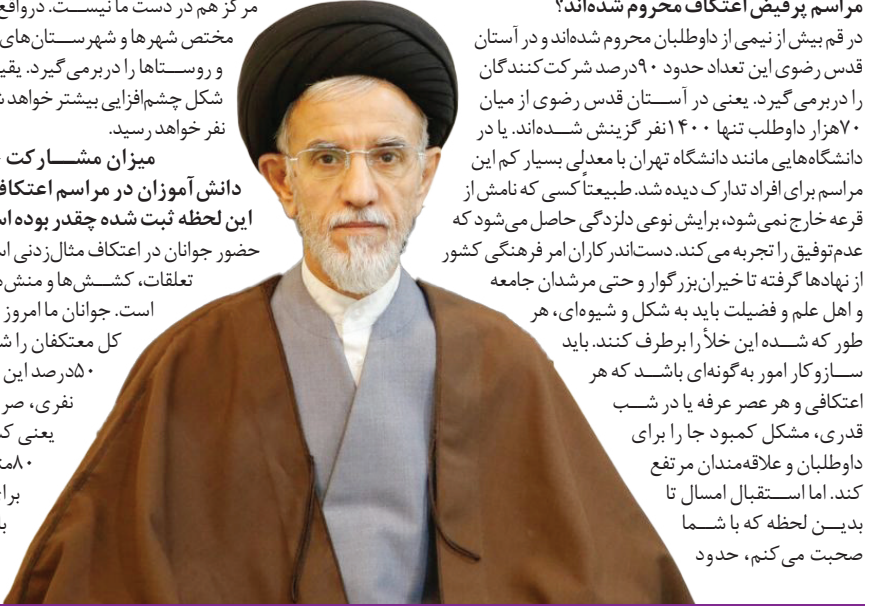 مراسم پرفیض اعتکاف محروم شده‌اند؟
در قم بیش از نیمی از داوطلبان محروم شده‌اند و در آستان
قدس رضوی این تعداد حدود ۹۰درصد شرکت‌کنندگان
را دربرمی‌گیرد. یعنی در آستان قدس رضوی از میان
۷۰هزار داوطلب تنها ۱۴۰۰نفر گزینش شده‌اند. یا در
دانشگاه‌هایی مانند دانشگاه تهران با معدلی بسیار کم این
مراسم برای افراد تدارک دیده شد. طبیعتاً کسی که نامش از
قرعه خارج نمی‌شود، برایش نوعی دلزدگی حاصل می‌شود که
عدم‌توفیق را تجربه می‌کند. دست‌اندرکاران امر فرهنگی کشور
از نهادها گرفته تا خیران‌بزرگوار و حتی مرشدان جامعه
و اهل علم و فضیلت باید به شکل و شیوه‌ای، هر
طور که شده این خلأ را برطرف کنند. باید
سازوکار امور به‌گونه‌ای باشد که هر
اعتکافی و هر عصر عرفه یا در شب
قدری، مشکل کمبود جا را برای
داوطلبان و علاقه‌مندان مرتفع
کند. اما استقبال امسال تا
بدین لحظه که با شما
صحبت می‌کنم، حدود
مرکز هم در دست ما نیست. درواقع
مختص شهرها و شهرستان‌های
و روستاها را دربرمی‌گیرد.
شکل چشم‌افزایی بیشتر خواهد
نفر خواهد رسید.
میزان مشارکت
دانش‌آموزان در مراسم
این لحظه ثبت شده چقدر بوده
حضور جوانان در اعتکاف مثال‌زدنی
تعلقات، کشش‌ها و منش
است. جوانان ما امروز
کل معتکفان را
۵۰درصد این
نفری،
یعنی